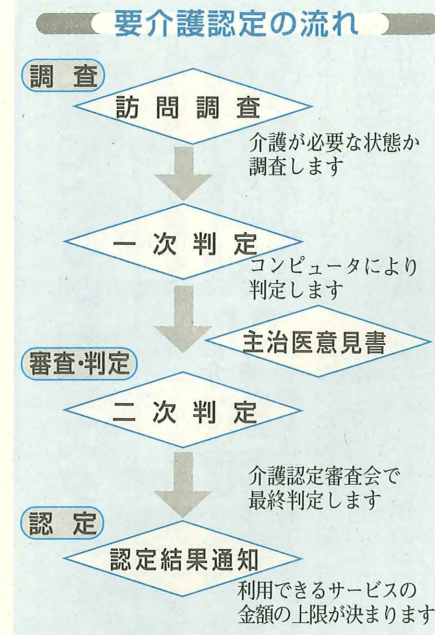 要介護認定の流れ
調査
訪問調査
介護が必要な状態か
調査します
一次判定
コンピュータにより
判定します
主治医意見書
審査・判定
二次判定
介護認定審査会で
最終判定します
認定
認定結果通知
利用できるサービスの
金額の上限が決まります